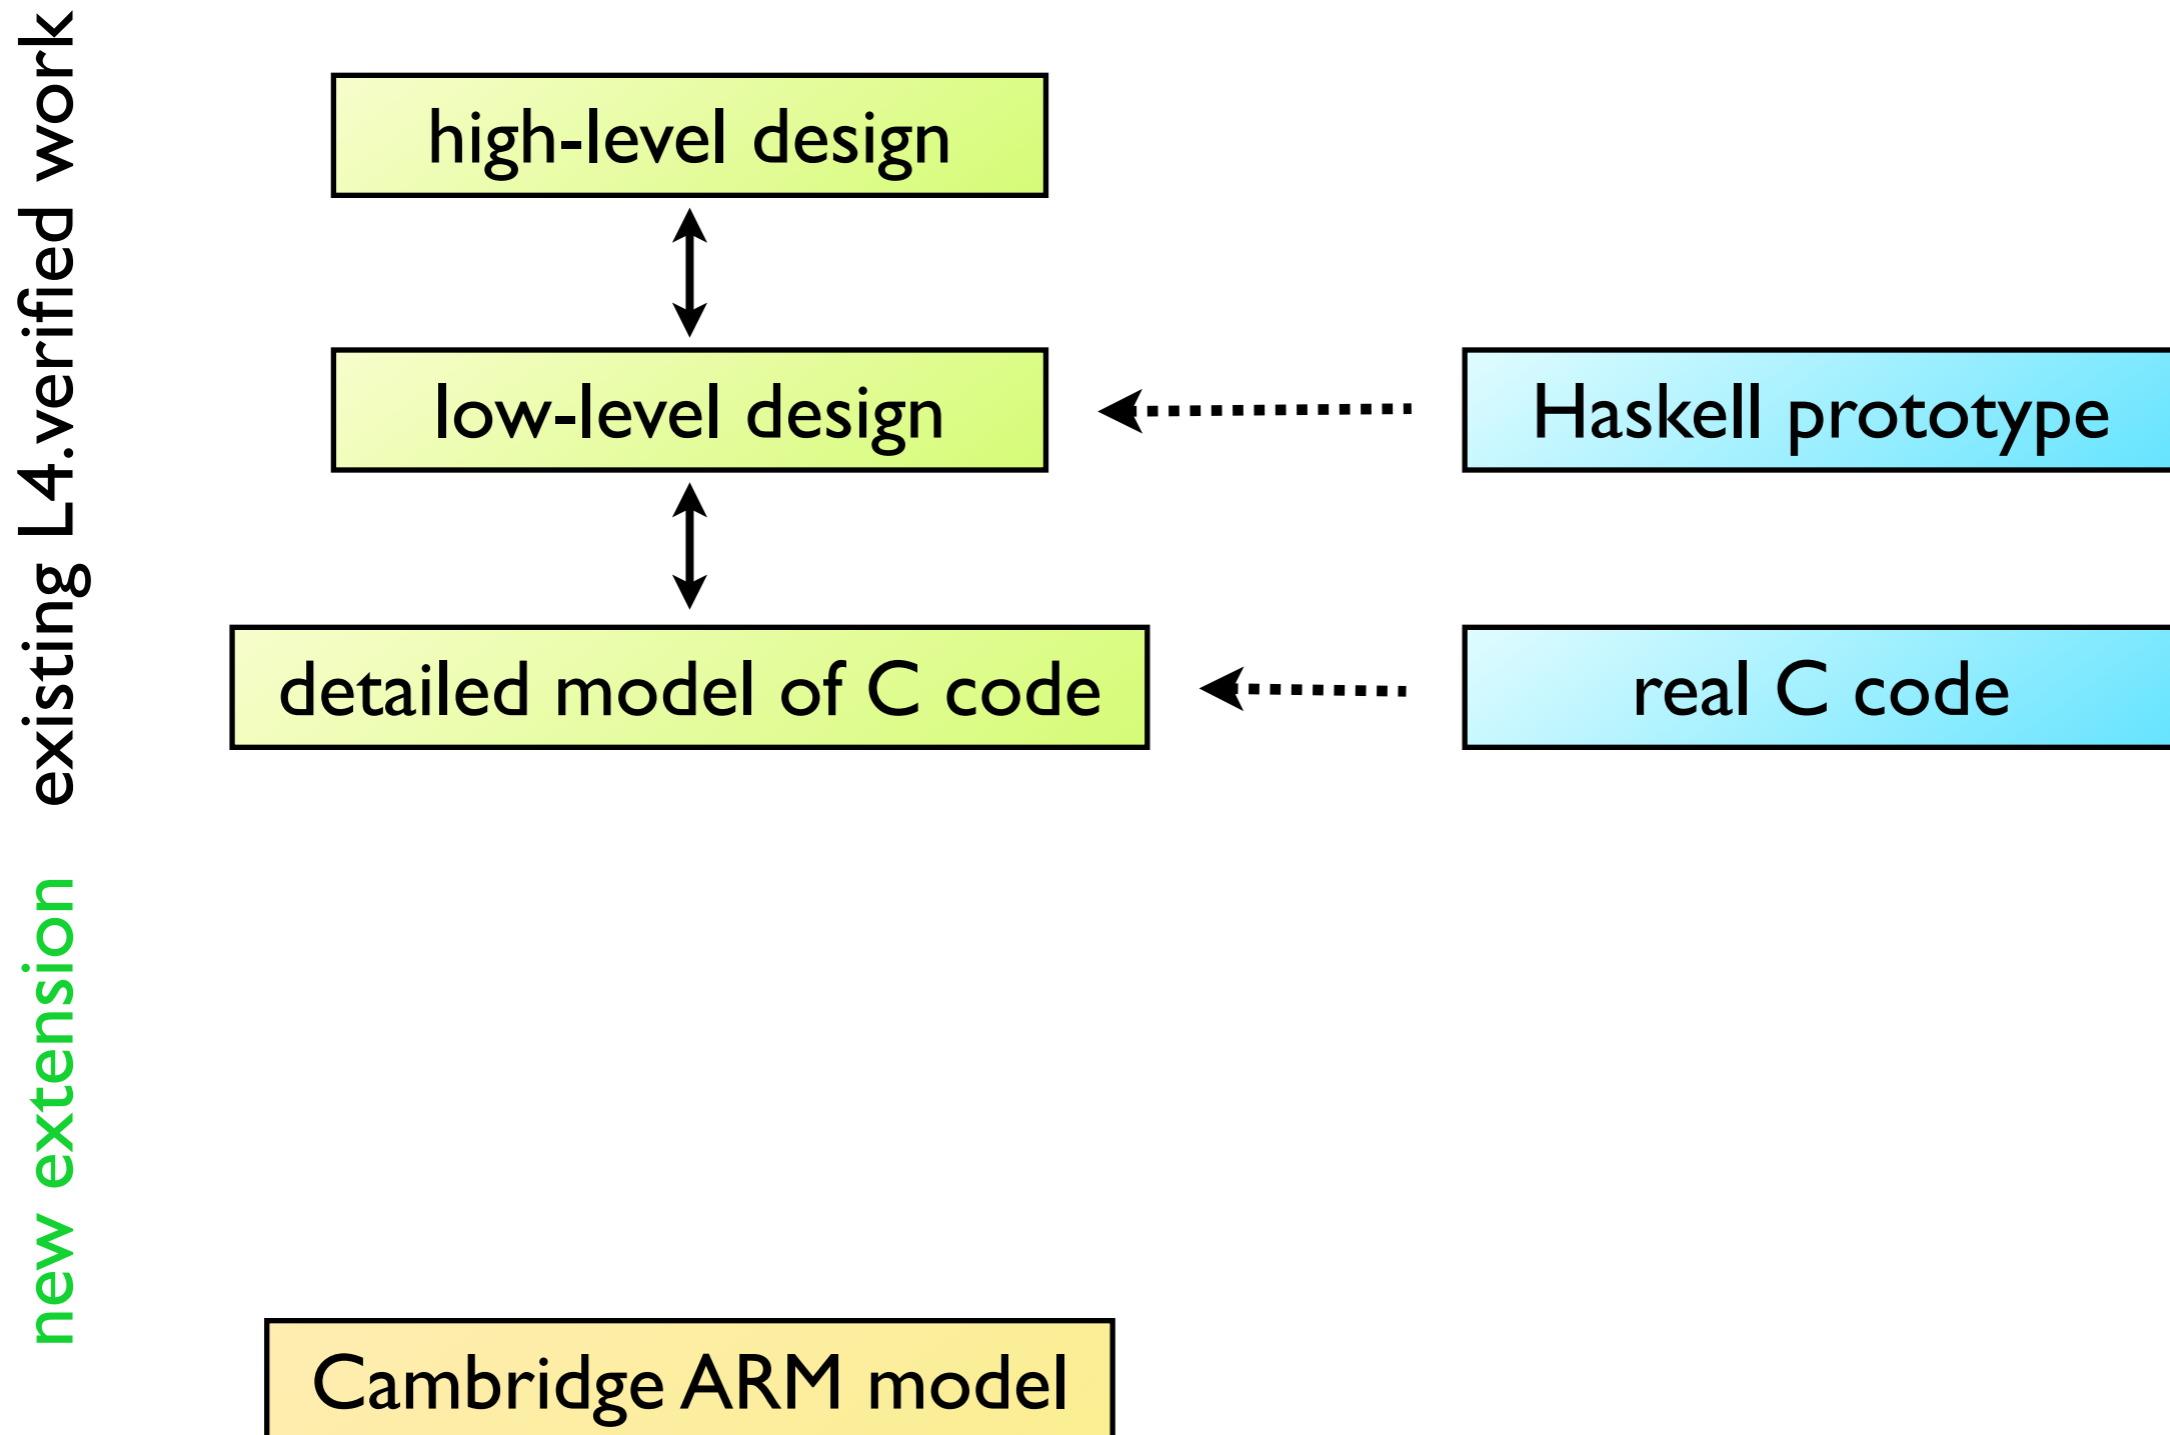 existing L4.verified work
high-level design
low-level design
Haskell prototype
detailed model of C code
real C code
new extension
Cambridge ARM model